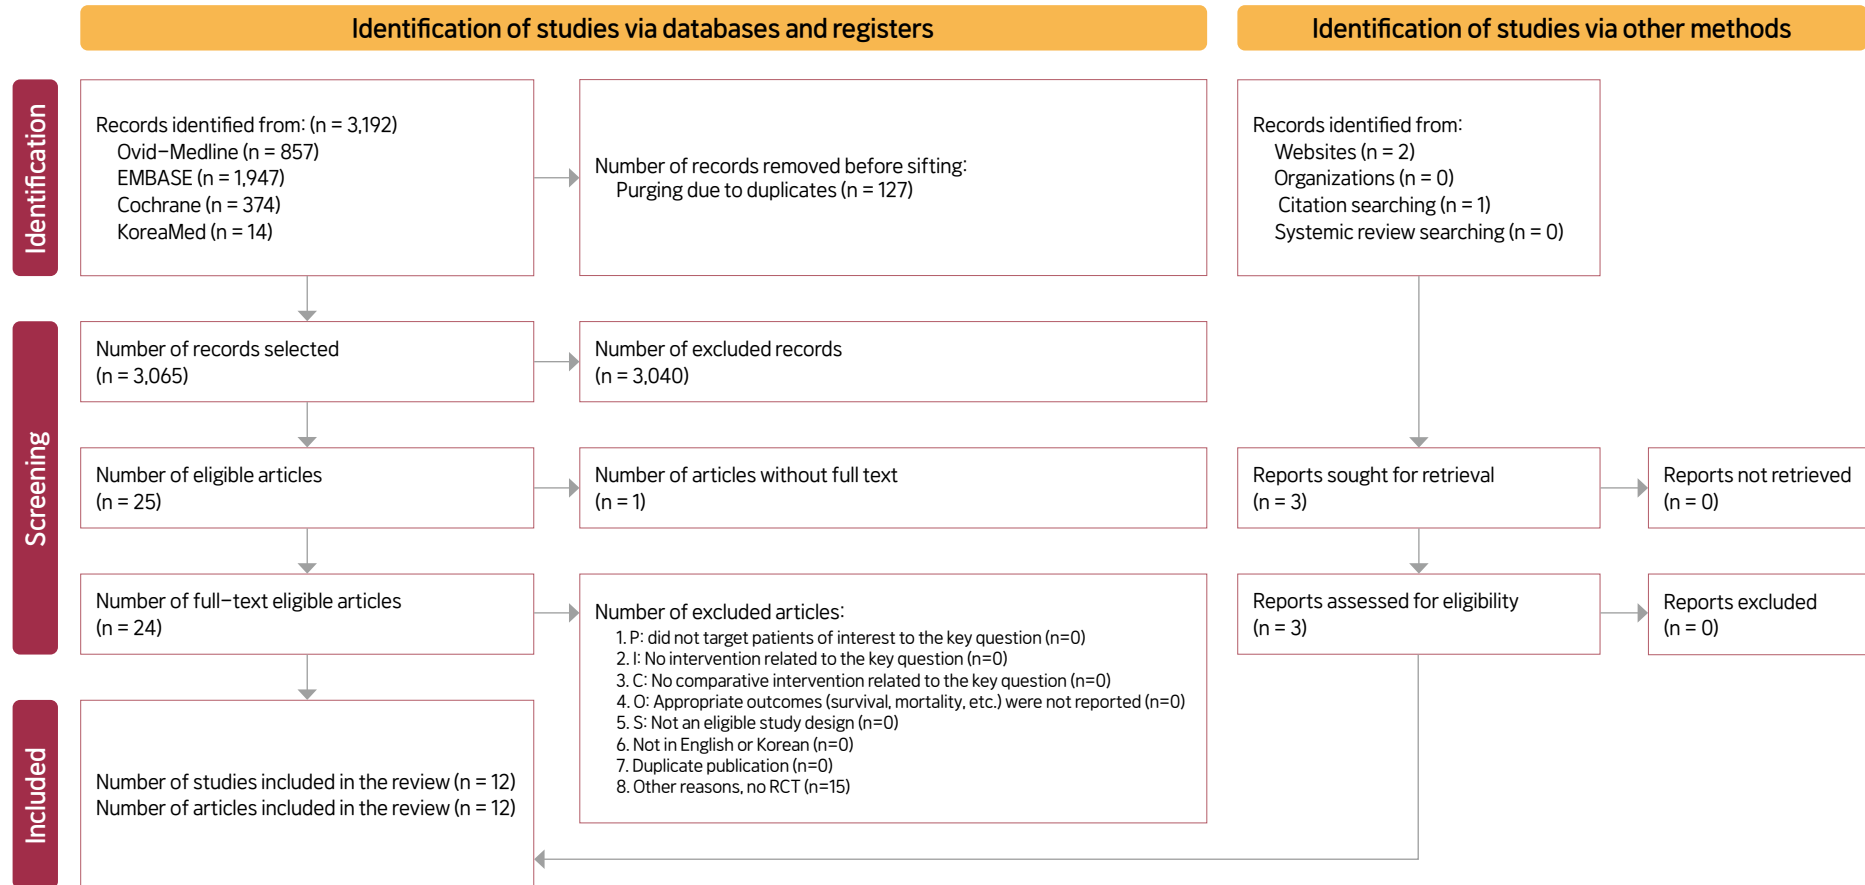 Identification of studies via databases and registers
Identification of studies via other methods
Identification
Records identified from: (n = 3,192)
Ovid-Medline (n = 857)
EMBASE (n = 1,947)
Cochrane (n = 374)
KoreaMed (n = 14)
Number of records removed before sifting:
Purging due to duplicates (n = 127)
Records identified from:
Websites (n = 2)
Organizations (n = 0)
Citation searching (n = 1)
Systemic review searching (n = 0)
Screening
Number of records selected
(n = 3,065)
Number of excluded records
(n = 3,040)
Number of eligible articles
(n = 25)
Number of articles without full text
(n = 1)
Reports sought for retrieval
(n = 3)
Reports not retrieved
(n = 0)
Number of full-text eligible articles
(n = 24)
Number of excluded articles:
1. P: did not target patients of interest to the key question (n=0)
2. I: No intervention related to the key question (n=0)
3. C: No comparative intervention related to the key question (n=0)
4. O: Appropriate outcomes (survival, mortality, etc.) were not reported (n=0)
5. S: Not an eligible study design (n=0)
6. Not in English or Korean (n=0)
7. Duplicate publication (n=0)
8. Other reasons, no RCT (n=15)
Reports assessed for eligibility
(n = 3)
Reports excluded
(n = 0)
Included
Number of studies included in the review (n = 12)
Number of articles included in the review (n = 12)